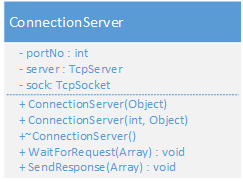 ConnectionServer
- portNo : int
- server : TcpServer
- sock: TcpSocket
+ ConnectionServer(Object)
+ ConnectionServer(int, Object)
+~ConnectionServer()
+ WaitForRequest(Array) : void
+ SendResponse(Array) : void